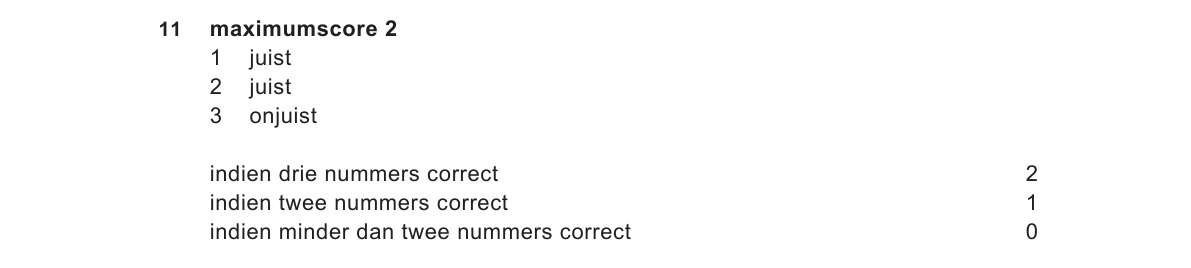 11 maximumscore 2
1 juist
2 juist
3 onjuist
indien drie nummers correct 2
indien twee nummers correct 1
indien minder dan twee nummers correct 0